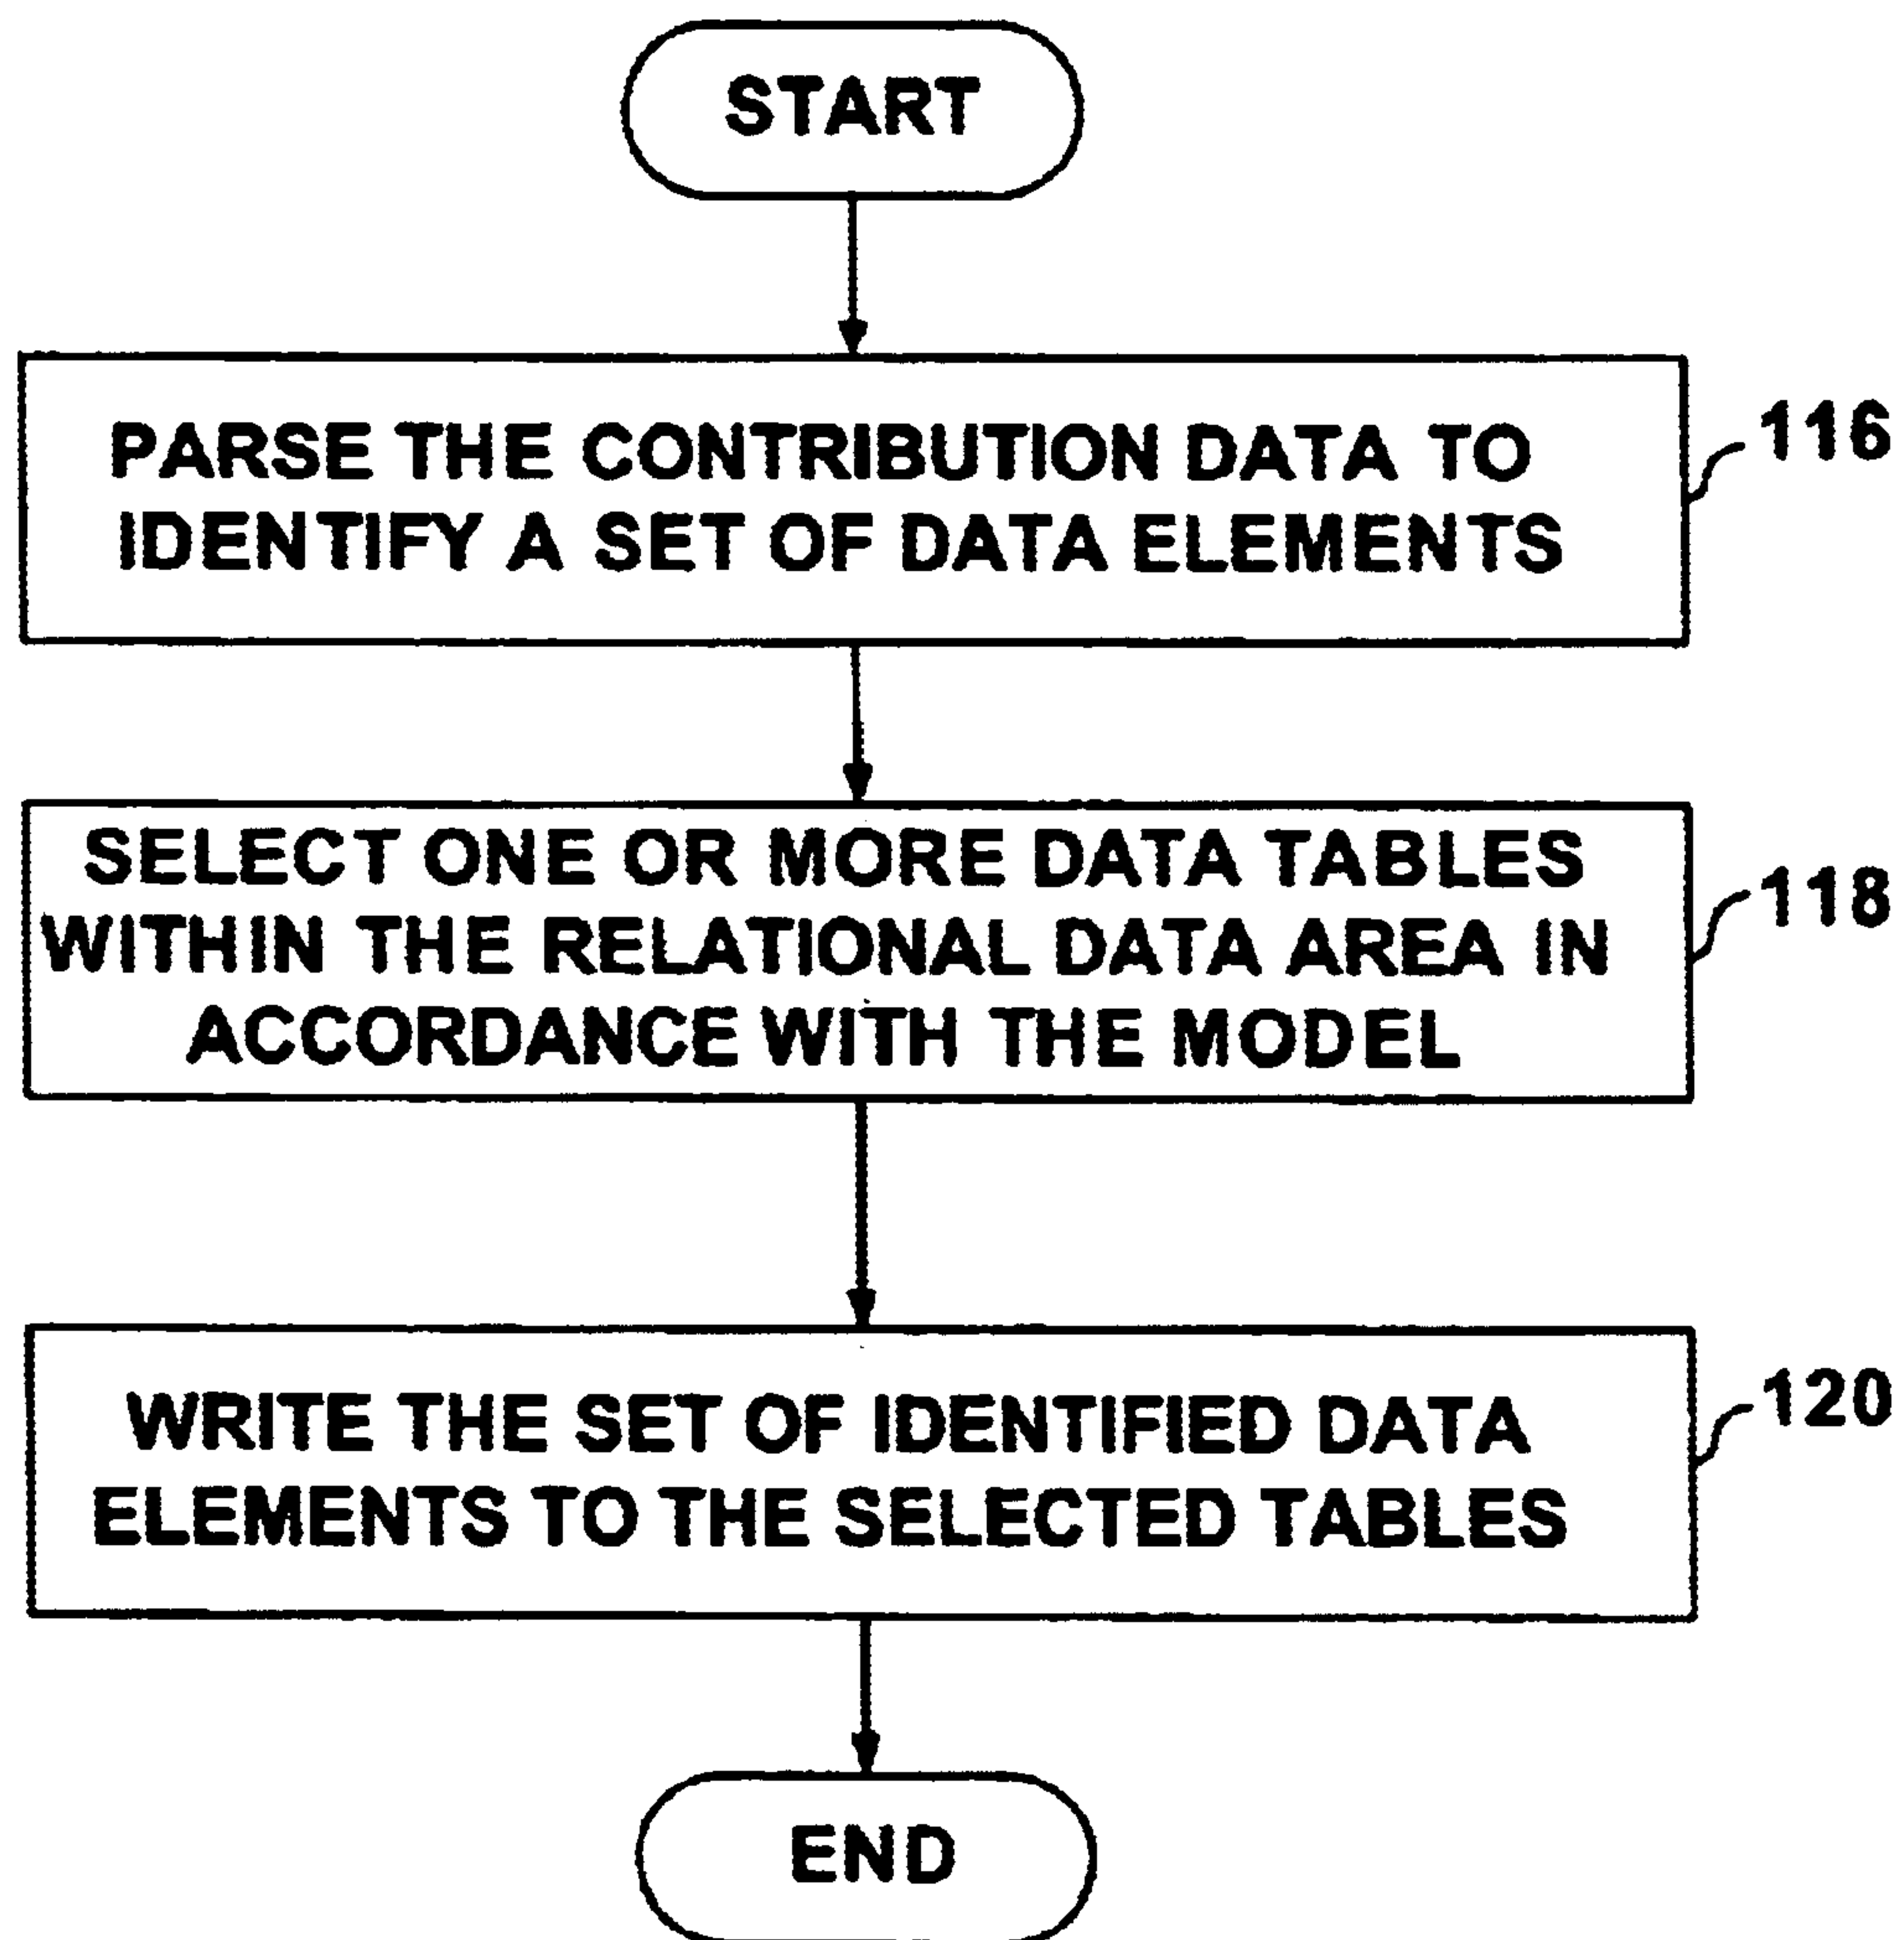 START
PARSE THE CONTRIBUTION DATA TO
IDENTIFY A SET OF DATA ELEMENTS
116
SELECT ONE OR MORE DATA TABLES
WITHIN THE RELATIONAL DATA AREA IN
ACCORDANCE WITH THE MODEL
118
WRITE THE SET OF IDENTIFIED DATA
ELEMENTS TO THE SELECTED TABLES
120
END